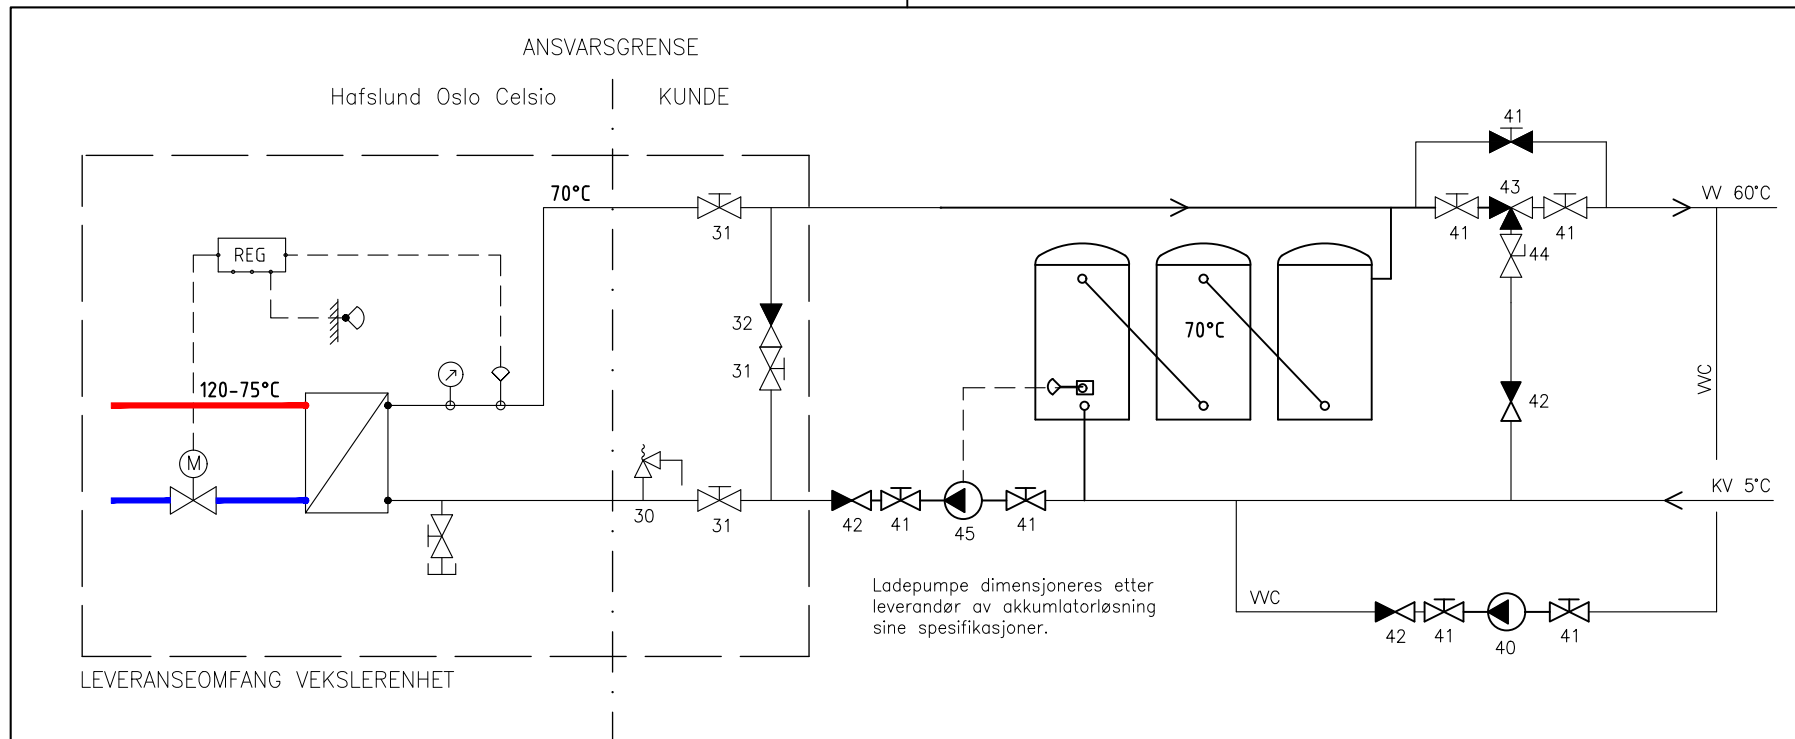 ANSVARSGRENSE
Hafslund Oslo Celsio
KUNDE
41
70°C
43
VV 60°C
31
41
41
REG
44
32
70°C
31
120-75°C
42
VVC
M
KV 5°C
30
31
42
41
45
41
Ladepumpe dimensjoneres etter
leverandør av akkumlatorløsning
sine spesifikasjoner.
VVC
42
41
40
41
LEVERANSEOMFANG VEKSLERENHET